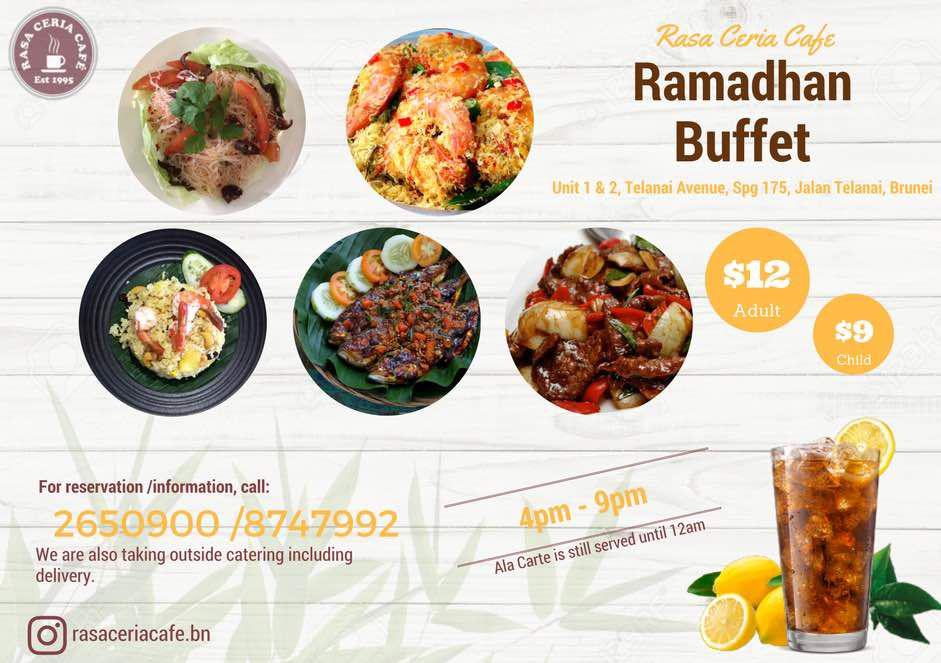 RASA CERIA CAFÉ
Est 1995
Rasa Ceria Cafe
Ramadhan
Buffet
Unit 1 & 2, Telanai Avenue, Spg 175, Jalan Telanai, Brunei
$12
Adult
$9
Child
For reservation /information, call:
2650900 /8747992
We are also taking outside catering including
delivery.
4pm - 9pm
Ala Carte is still served until 12am
rasaceriacafe.bn